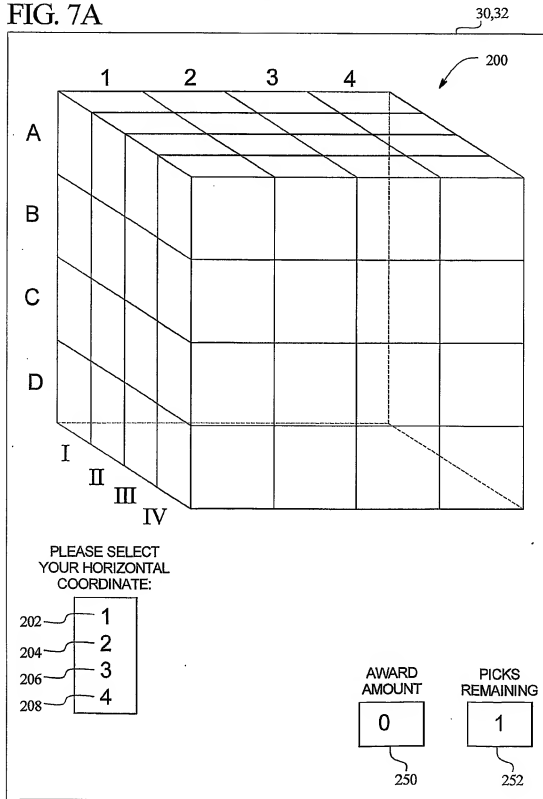 FIG. 7A
30,32
200
1 2 3 4
A
B
C
D
I
II
III
IV
PLEASE SELECT
YOUR HORIZONTAL
COORDINATE:
202 1
204 2
206 3
208 4
AWARD
AMOUNT
0
250
PICKS
REMAINING
1
252